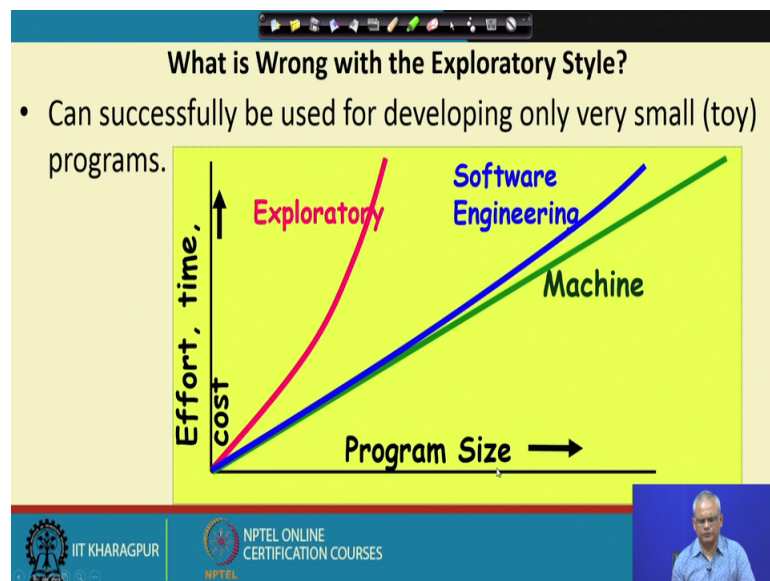 What is Wrong with the Exploratory Style?
• Can successfully be used for developing only very small (toy)
programs.
Exploratory
Software
Engineering
Machine
Effort, time,
cost
Program Size
IIT KHARAGPUR
NPTEL
NPTEL ONLINE
CERTIFICATION COURSES